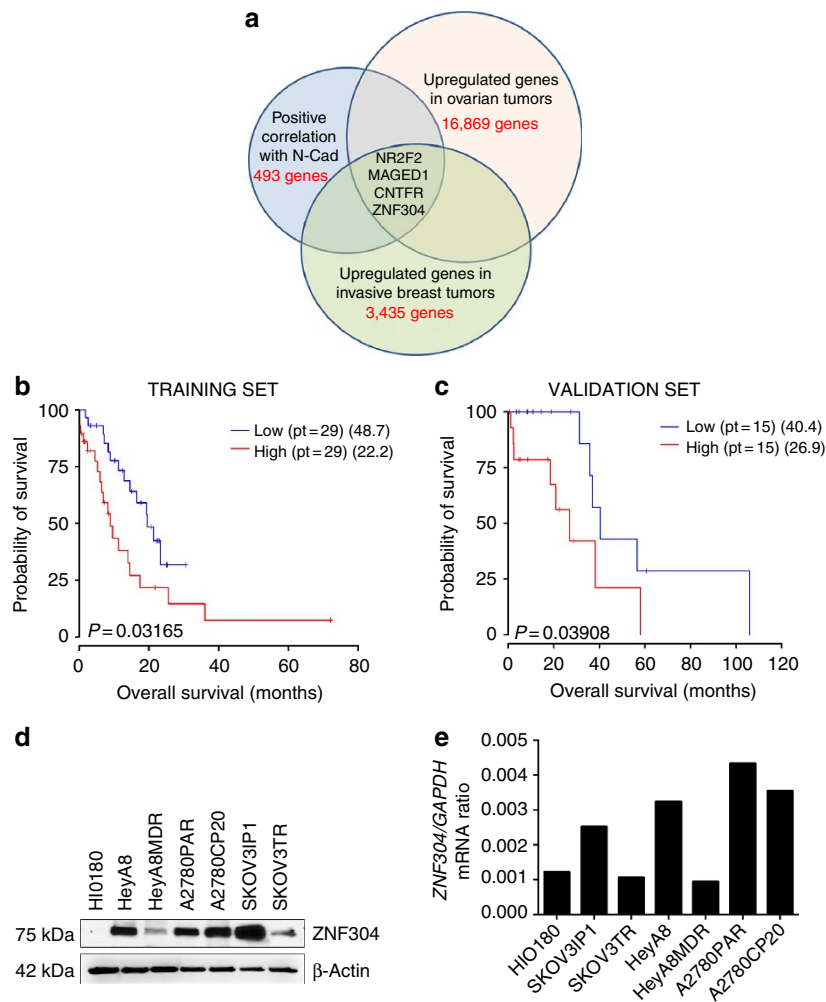 a
Upregulated genes
in ovarian tumors
16,869 genes
Positive
correlation
with N-Cad
493 genes
NR2F2
MAGED1
CNTFR
ZNF304
Upregulated genes in
invasive breast tumors
3,435 genes
b
TRAINING SET
Probability of survival
100
75
50
25
0
Low (pt = 29) (48.7)
High (pt = 29) (22.2)
P = 0.03165
0 20 40 60 80
Overall survival (months)
c
VALIDATION SET
Probability of survival
100
75
50
25
0
Low (pt = 15) (40.4)
High (pt = 15) (26.9)
P = 0.03908
0 20 40 60 80 100 120
Overall survival (months)
d
HI0180
HeyA8
HeyA8MDR
A2780PAR
A2780CP20
SKOV3IP1
SKOV3TR
75 kDa
ZNF304
42 kDa
β-Actin
e
ZNF304/GAPDH
mRNA ratio
0.005
0.004
0.003
0.002
0.001
0.000
HIO180
SKOV3IP1
SKOV3TR
HeyA8
HeyA8MDR
A2780PAR
A2780CP20